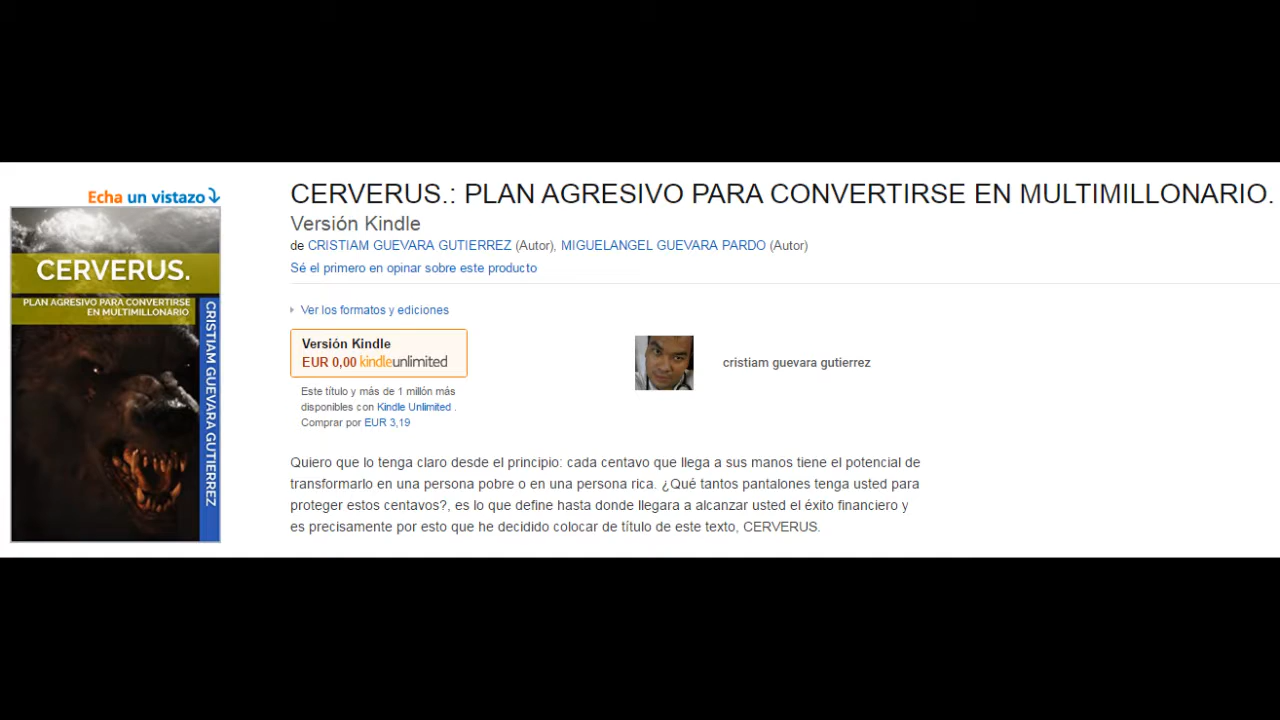 Echa un vistazo
CERVERUS.
PLAN AGRESIVO PARA CONVERTIRSE
EN MULTIMILLONARIO
CRISTIAM GUEVARA GUTIERREZ
CERVERUS.: PLAN AGRESIVO PARA CONVERTIRSE EN MULTIMILLONARIO.
Versión Kindle
de CRISTIAM GUEVARA GUTIERREZ (Autor), MIGUELANGEL GUEVARA PARDO (Autor)
Sé el primero en opinar sobre este producto
Ver los formatos y ediciones
Versión Kindle
EUR 0,00 kindleunlimited
Este título y más de 1 millón más
disponibles con Kindle Unlimited .
Comprar por EUR 3,19
cristiam guevara gutierrez
Quiero que lo tenga claro desde el principio: cada centavo que llega a sus manos tiene el potencial de
transformarlo en una persona pobre o en una persona rica. ¿Qué tantos pantalones tenga usted para
proteger estos centavos?, es lo que define hasta donde llegara a alcanzar usted el éxito financiero y
es precisamente por esto que he decidido colocar de título de este texto, CERVERUS.